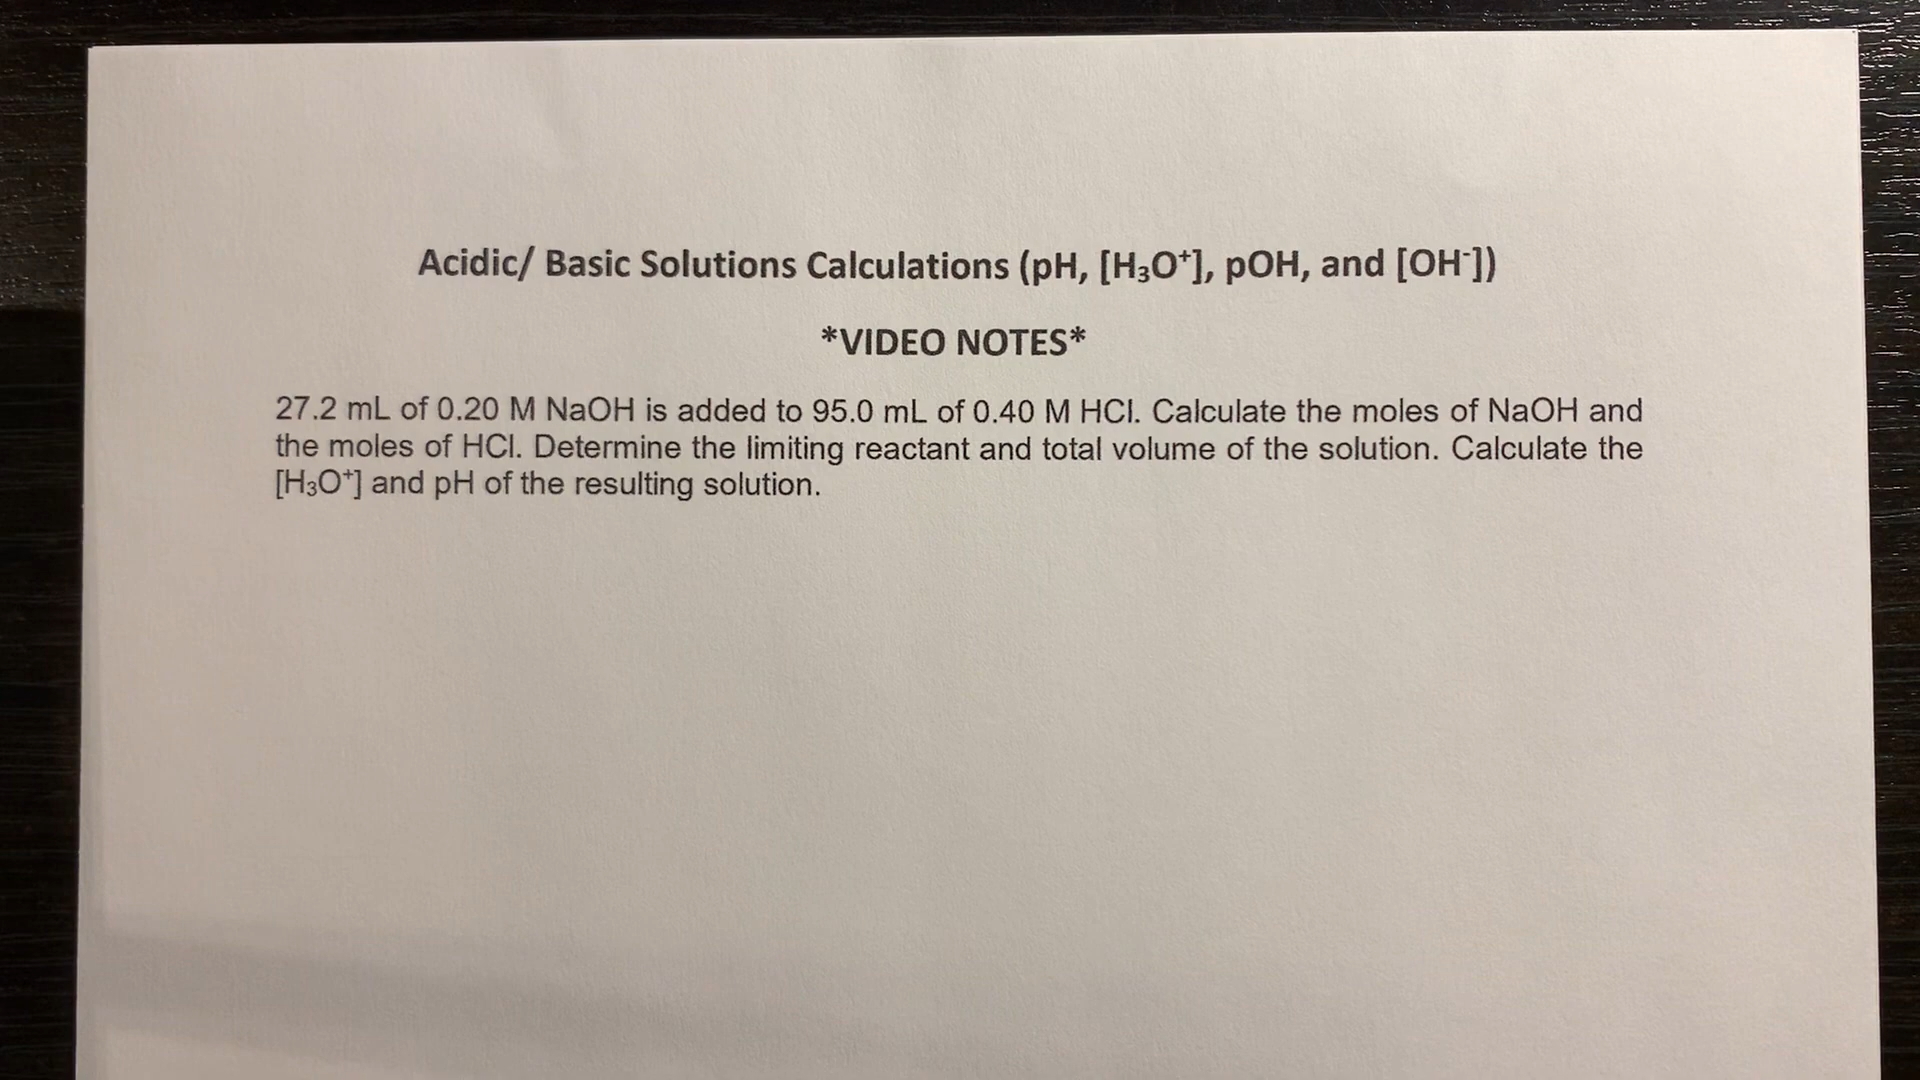 Acidic/ Basic Solutions Calculations (pH, [H₃O⁺], pOH, and [OH⁻])
*VIDEO NOTES*
27.2 mL of 0.20 M NaOH is added to 95.0 mL of 0.40 M HCl. Calculate the moles of NaOH and
the moles of HCl. Determine the limiting reactant and total volume of the solution. Calculate the
[H₃O⁺] and pH of the resulting solution.